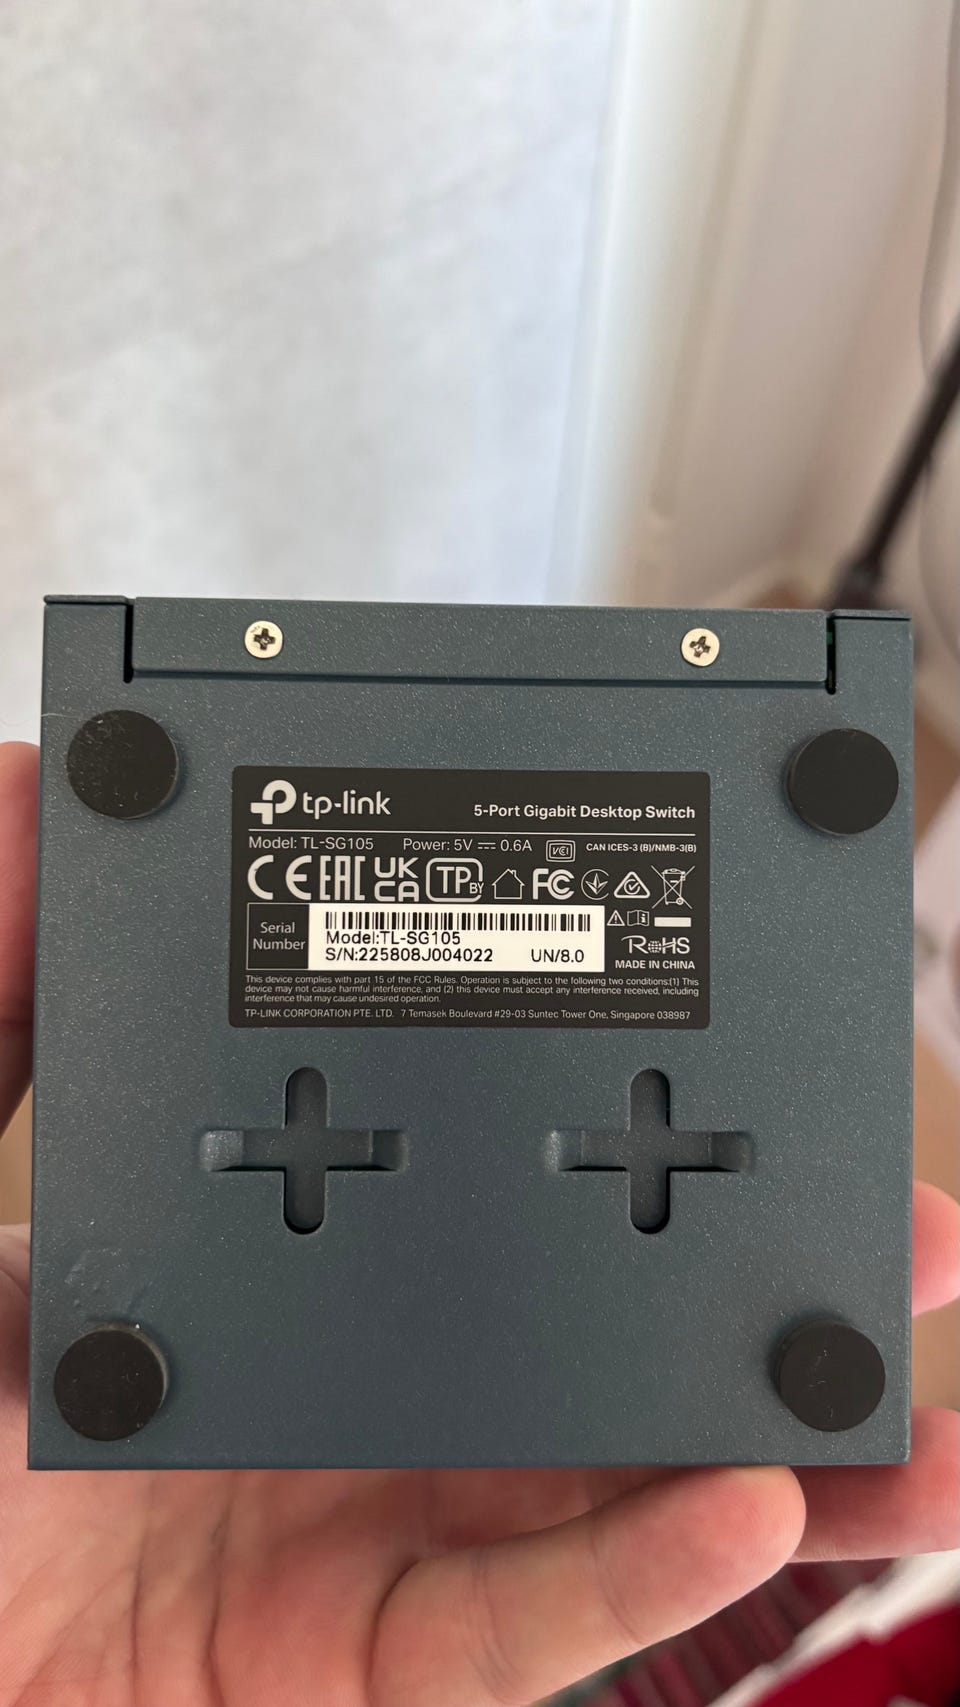 tp-link
5-Port Gigabit Desktop Switch
Model: TL-SG105 Power: 5V ⎓ 0.6A VCI CAN ICES-3 (B)/NMB-3(B)
CE EAC UK CA TP BY FC
Serial Number
Model:TL-SG105
S/N:225808J004022 UN/8.0
RoHS
MADE IN CHINA
This device complies with part 15 of the FCC Rules. Operation is subject to the following two conditions:(1) This
device may not cause harmful interference, and (2) this device must accept any interference received, including
interference that may cause undesired operation.
TP-LINK CORPORATION PTE. LTD. 7 Temasek Boulevard #29-03 Suntec Tower One, Singapore 038987